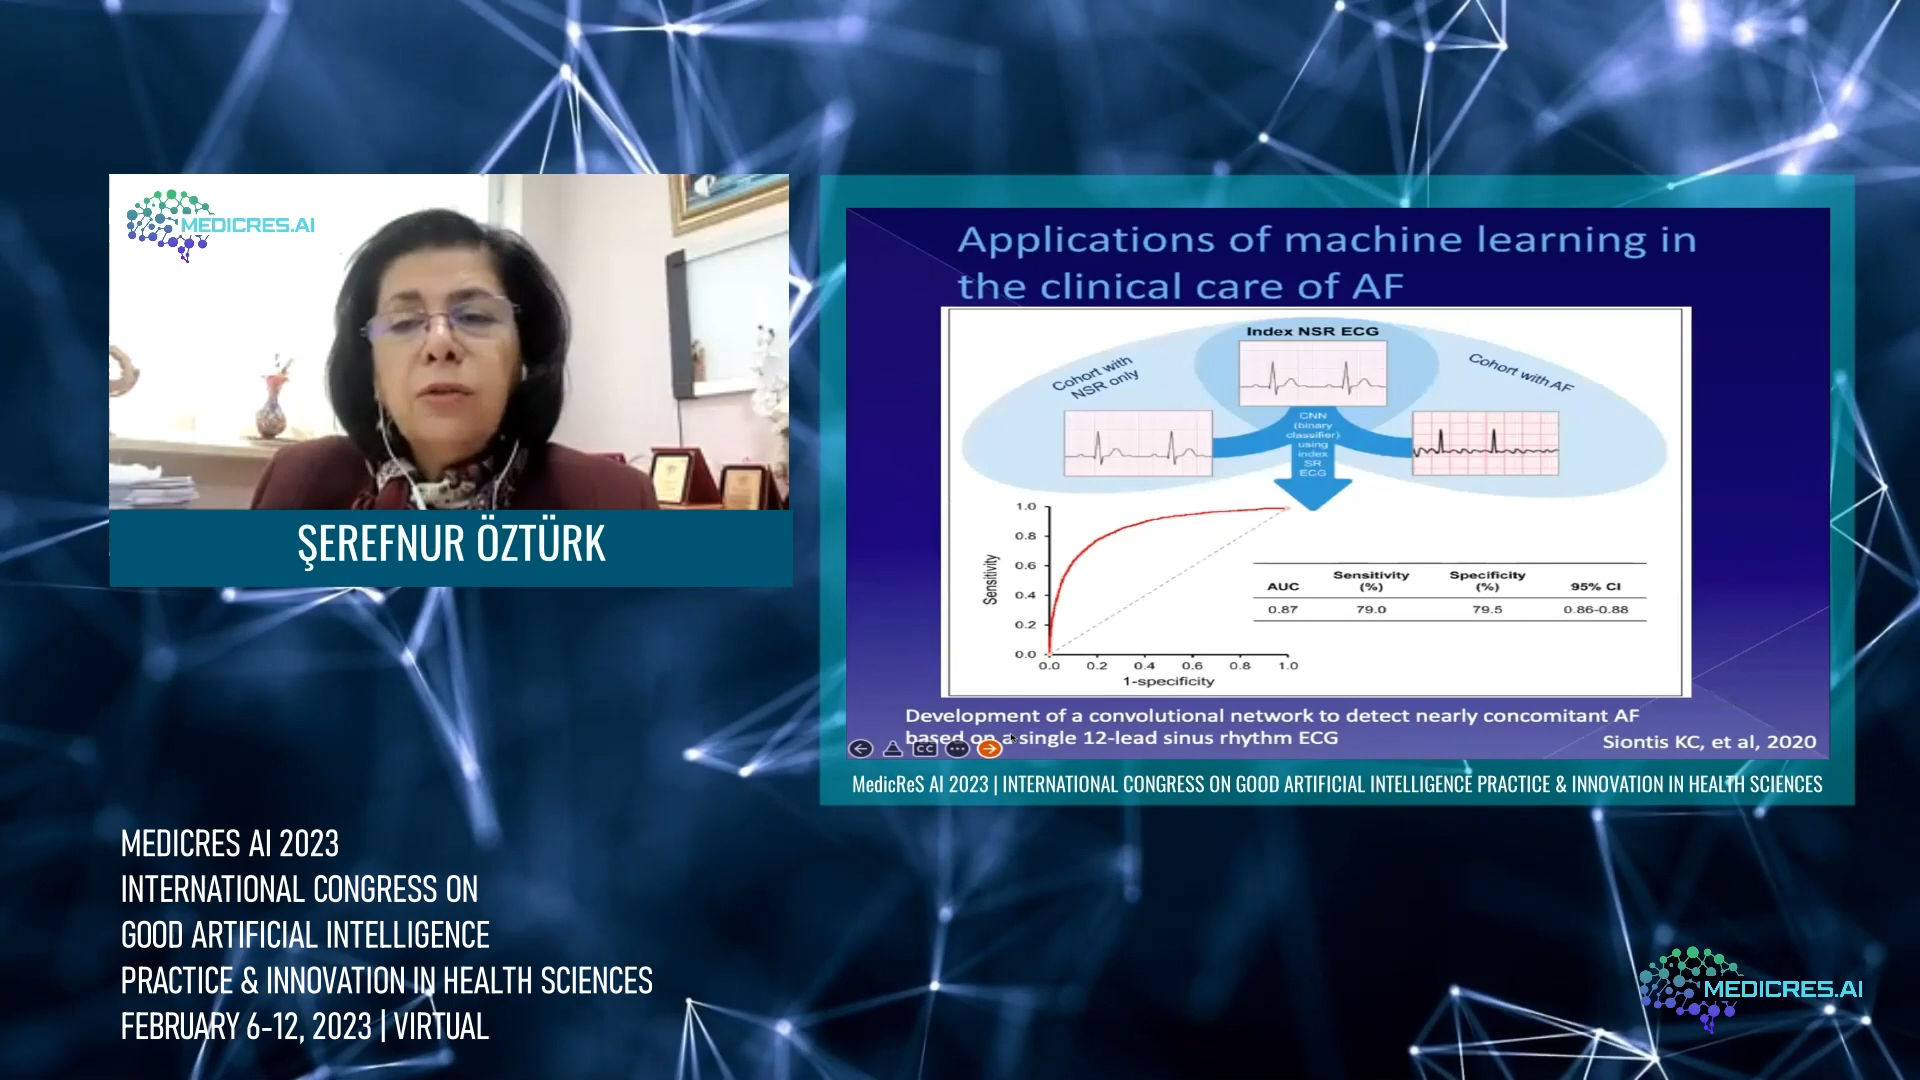 MEDICRES.AI
ŞEREFNUR ÖZTÜRK
Applications of machine learning in
the clinical care of AF
Index NSR ECG
Cohort with
NSR only
Cohort with AF
CNN
(binary
classifier)
using
index
SR
ECG
1.0
0.8
0.6
0.4
0.2
0.0
Sensitivity
0.0 0.2 0.4 0.6 0.8 1.0
1-specificity
AUC Sensitivity (%) Specificity (%) 95% CI
0.87 79.0 79.5 0.86-0.88
Development of a convolutional network to detect nearly concomitant AF
based on a single 12-lead sinus rhythm ECG
CC
Siontis KC, et al, 2020
MedicReS AI 2023 | INTERNATIONAL CONGRESS ON GOOD ARTIFICIAL INTELLIGENCE PRACTICE & INNOVATION IN HEALTH SCIENCES
MEDICRES AI 2023
INTERNATIONAL CONGRESS ON
GOOD ARTIFICIAL INTELLIGENCE
PRACTICE & INNOVATION IN HEALTH SCIENCES
FEBRUARY 6-12, 2023 | VIRTUAL
MEDICRES.AI